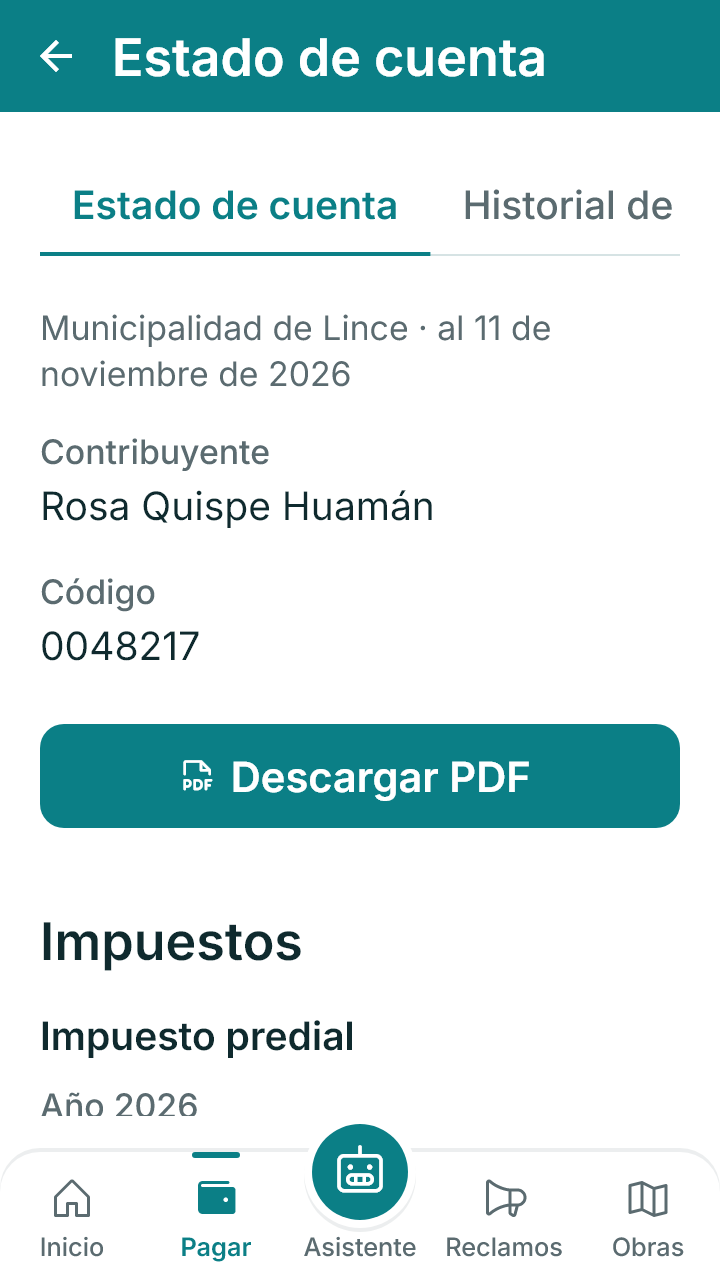 Estado de cuenta
Estado de cuenta
Historial de
Municipalidad de Lince · al 11 de
noviembre de 2026
Contribuyente
Rosa Quispe Huamán
Código
0048217
PDF Descargar PDF
Impuestos
Impuesto predial
Año 2026
Inicio
Pagar
Asistente
Reclamos
Obras